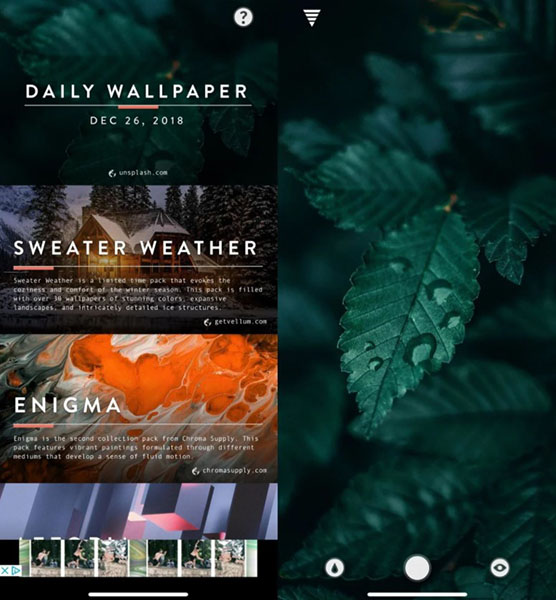 ?
DAILY WALLPAPER
DEC 26, 2018
unsplash.com
SWEATER WEATHER
Sweater Weather is a limited time pack that evokes the
coziness and comfort of the winter season. This pack is filled
with over 30 wallpapers of stunning colors, expansive
landscapes, and intricately detailed ice structures.
getvellum.com
ENIGMA
Enigma is the second collection pack from Chroma Supply. This
pack features vibrant paintings formulated through different
mediums that develop a sense of fluid motion.
chromasupply.com